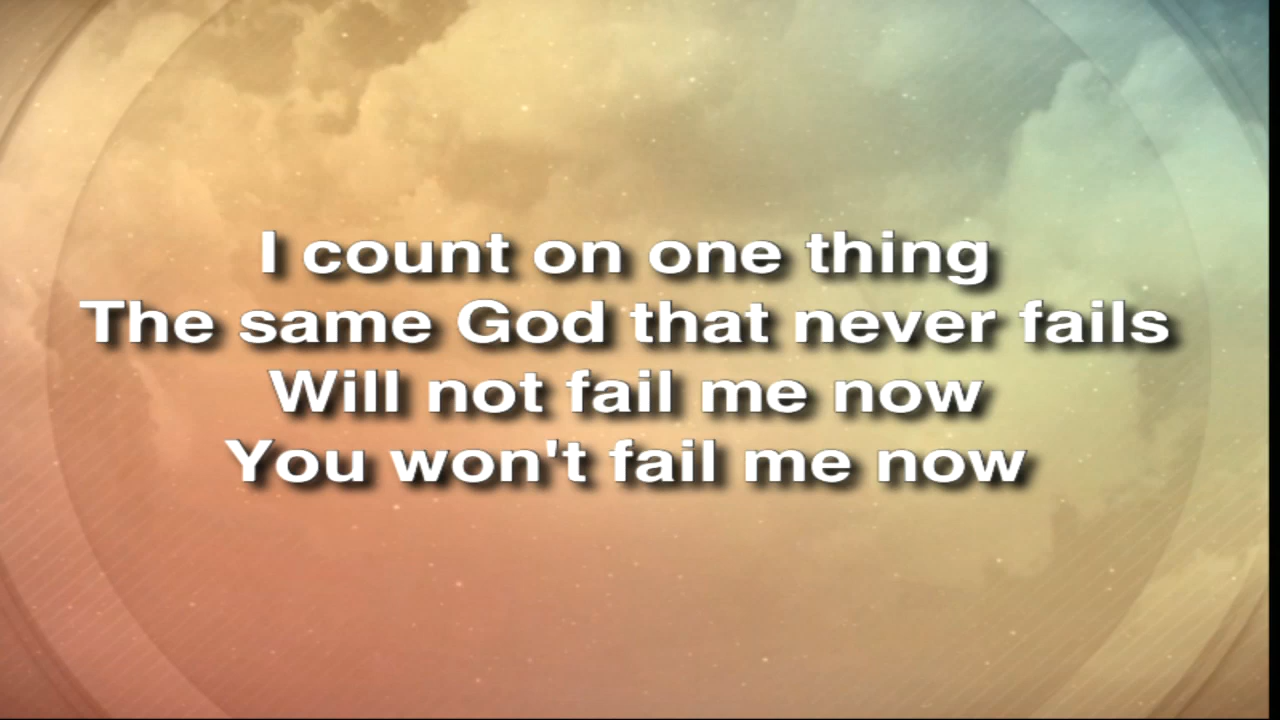 I count on one thing
The same God that never fails
Will not fail me now
You won't fail me now